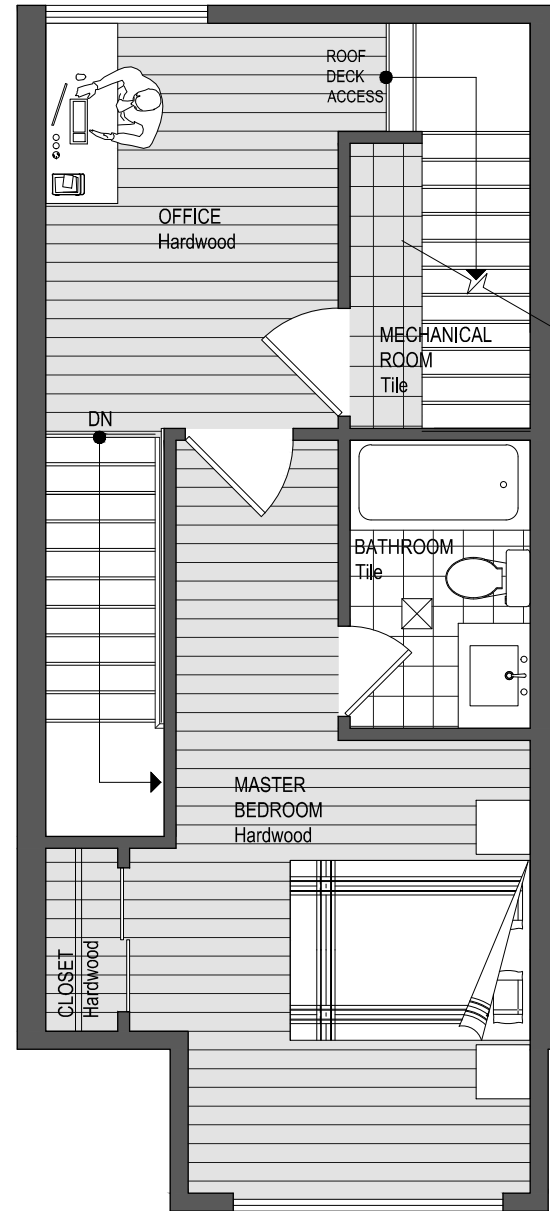 ROOF
DECK
ACCESS
OFFICE
Hardwood
MECHANICAL
ROOM
Tile
DN
BATHROOM
Tile
MASTER
BEDROOM
Hardwood
CLOSET
Hardwood